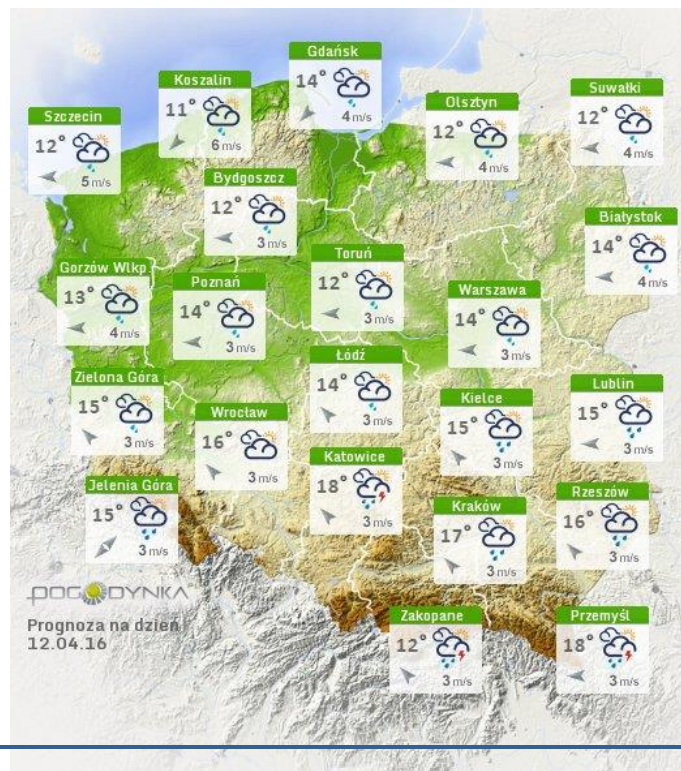 Gdańsk
14°
4 m/s
Koszalin
11°
6 m/s
Suwałki
12°
4 m/s
Olsztyn
12°
4 m/s
Szczecin
12°
5 m/s
Bydgoszcz
12°
3 m/s
Białystok
14°
4 m/s
Toruń
12°
3 m/s
Gorzów Wlkp
13°
4 m/s
Poznań
14°
3 m/s
Warszawa
14°
3 m/s
Łódź
14°
3 m/s
Zielona Góra
15°
3 m/s
Lublin
15°
3 m/s
Kielce
15°
3 m/s
Wrocław
16°
3 m/s
Katowice
18°
3 m/s
Jelenia Góra
15°
3 m/s
Rzeszów
16°
3 m/s
Kraków
17°
3 m/s
POGODYNKA
Prognoza na dzień
12.04.16
Zakopane
12°
3 m/s
Przemyśl
18°
3 m/s